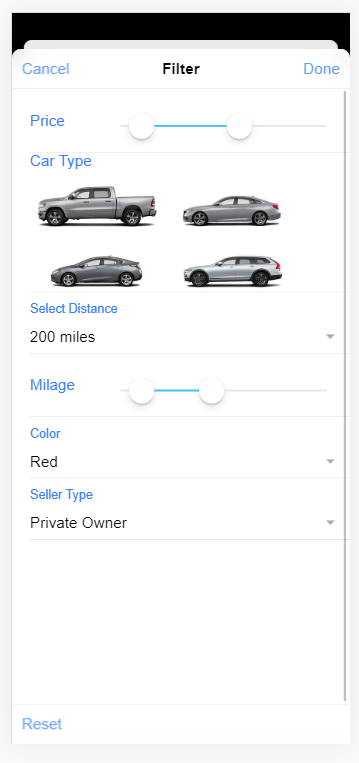 Cancel Filter Done
Price
Car Type
Select Distance
200 miles
Milage
Color
Red
Seller Type
Private Owner
Reset